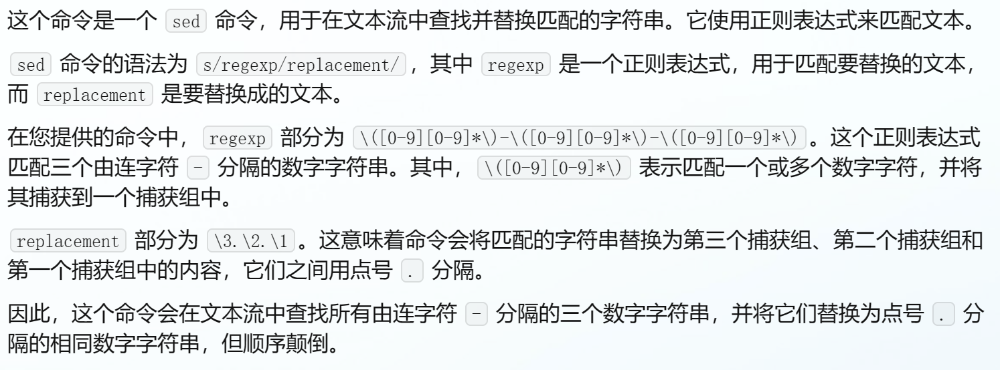 这个命令是一个 sed 命令，用于在文本流中查找并替换匹配的字符串。它使用正则表达式来匹配文本。
sed 命令的语法为 s/regexp/replacement/，其中 regexp 是一个正则表达式，用于匹配要替换的文本，
而 replacement 是要替换成的文本。
在您提供的命令中， regexp 部分为 \([0-9][0-9]*\)-\([0-9][0-9]*\)-\([0-9][0-9]*\)。这个正则表达式
匹配三个由连字符 - 分隔的数字字符串。其中， \([0-9][0-9]*\) 表示匹配一个或多个数字字符，并将
其捕获到一个捕获组中。
replacement 部分为 \3.\2.\1。这意味着命令会将匹配的字符串替换为第三个捕获组、第二个捕获组和
第一个捕获组中的内容，它们之间用点号 . 分隔。
因此，这个命令会在文本流中查找所有由连字符 - 分隔的三个数字字符串，并将它们替换为点号 . 分
隔的相同数字字符串，但顺序颠倒。